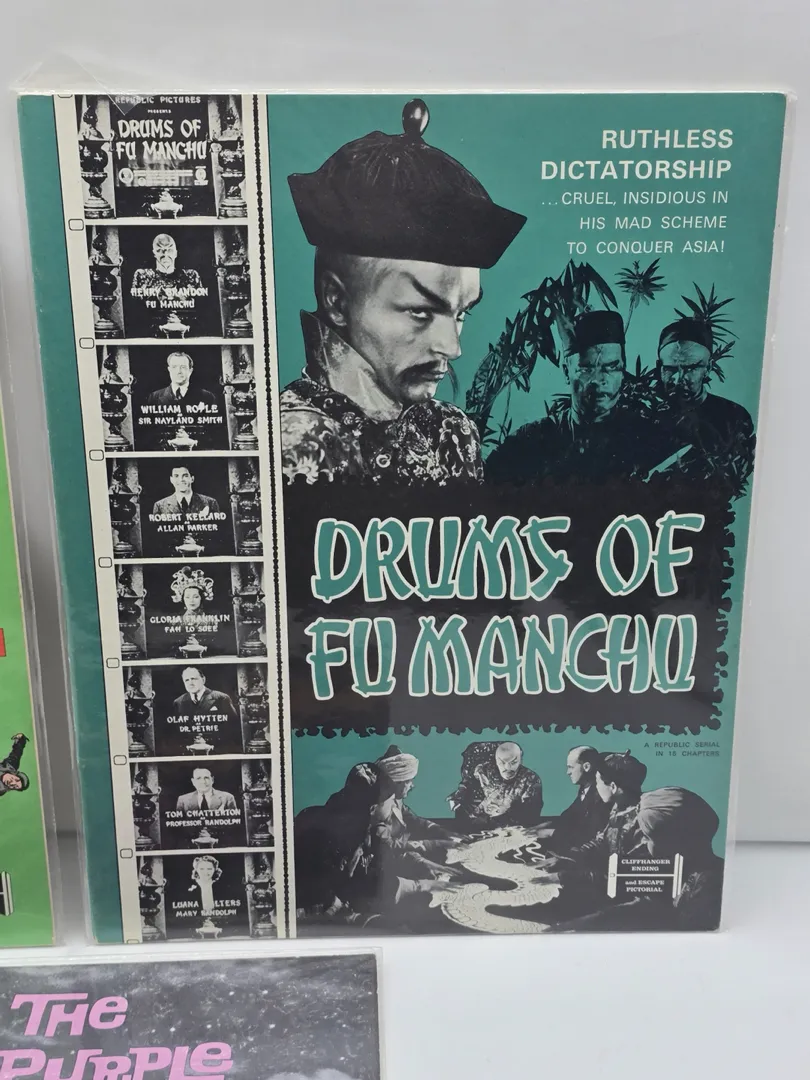 REPUBLIC PICTURES
PRESENTS
DRUMS OF
FU MANCHU
HENRY BRANDON
FU MANCHU
WILLIAM ROYLE
SIR NAYLAND SMITH
ROBERT KELLARD
ALLAN PARKER
GLORIA FRANKLIN
FAH LO SUEE
OLAF HYTTEN
DR. PETRIE
TOM CHATTERTON
PROFESSOR RANDOLPH
LUANA WALTERS
MARY RANDOLPH
RUTHLESS
DICTATORSHIP
...CRUEL, INSIDIOUS IN
HIS MAD SCHEME
TO CONQUER ASIA!
DRUMS OF
FU MANCHU
A REPUBLIC SERIAL
IN 15 CHAPTERS
CLIFFHANGER
ENDING
and ESCAPE
PICTORIAL
THE
PURPLE